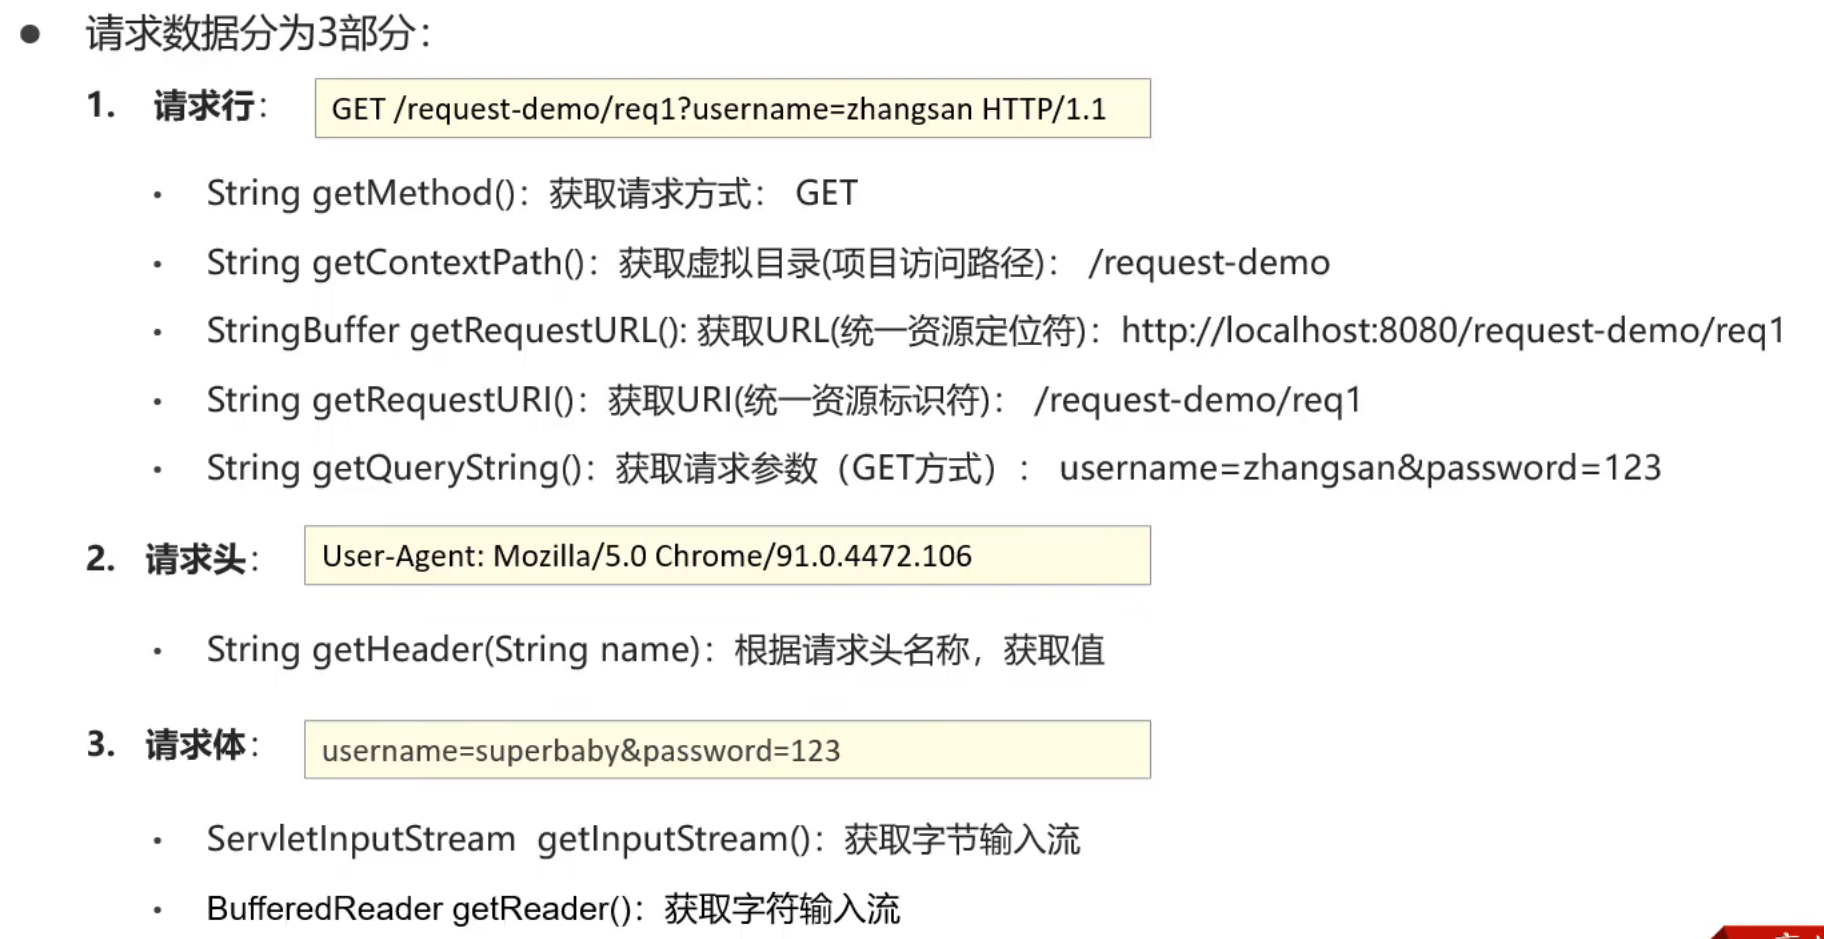 ● 请求数据分为3部分：
1. 请求行： GET /request-demo/req1?username=zhangsan HTTP/1.1
• String getMethod()：获取请求方式： GET
• String getContextPath()：获取虚拟目录(项目访问路径)： /request-demo
• StringBuffer getRequestURL(): 获取URL(统一资源定位符)：http://localhost:8080/request-demo/req1
• String getRequestURI()：获取URI(统一资源标识符)： /request-demo/req1
• String getQueryString()：获取请求参数（GET方式）： username=zhangsan&password=123
2. 请求头： User-Agent: Mozilla/5.0 Chrome/91.0.4472.106
• String getHeader(String name)：根据请求头名称，获取值
3. 请求体： username=superbaby&password=123
• ServletInputStream getInputStream()：获取字节输入流
• BufferedReader getReader()：获取字符输入流